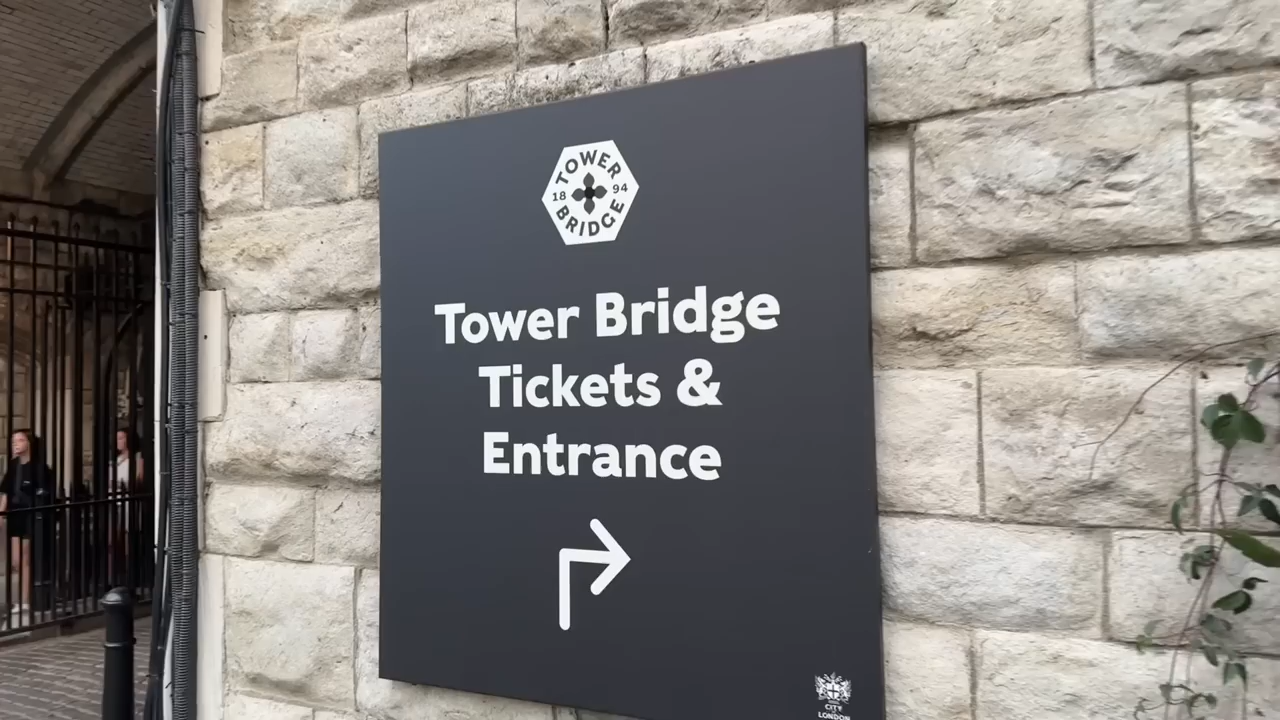 TOWER
18 94
BRIDGE
Tower Bridge
Tickets &
Entrance
CITY
LONDON